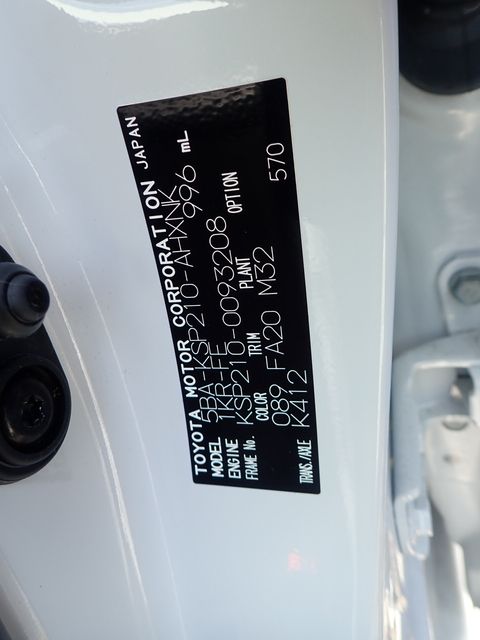 TOYOTA MOTOR CORPORATION JAPAN
MODEL 5BA-KSP210-AHXNK
ENGINE 1KR-FE 996 mL
FRAME No. KSP210-0093208
COLOR TRIM PLANT OPTION
089 FA20 M32 570
TRANS./AXLE K412